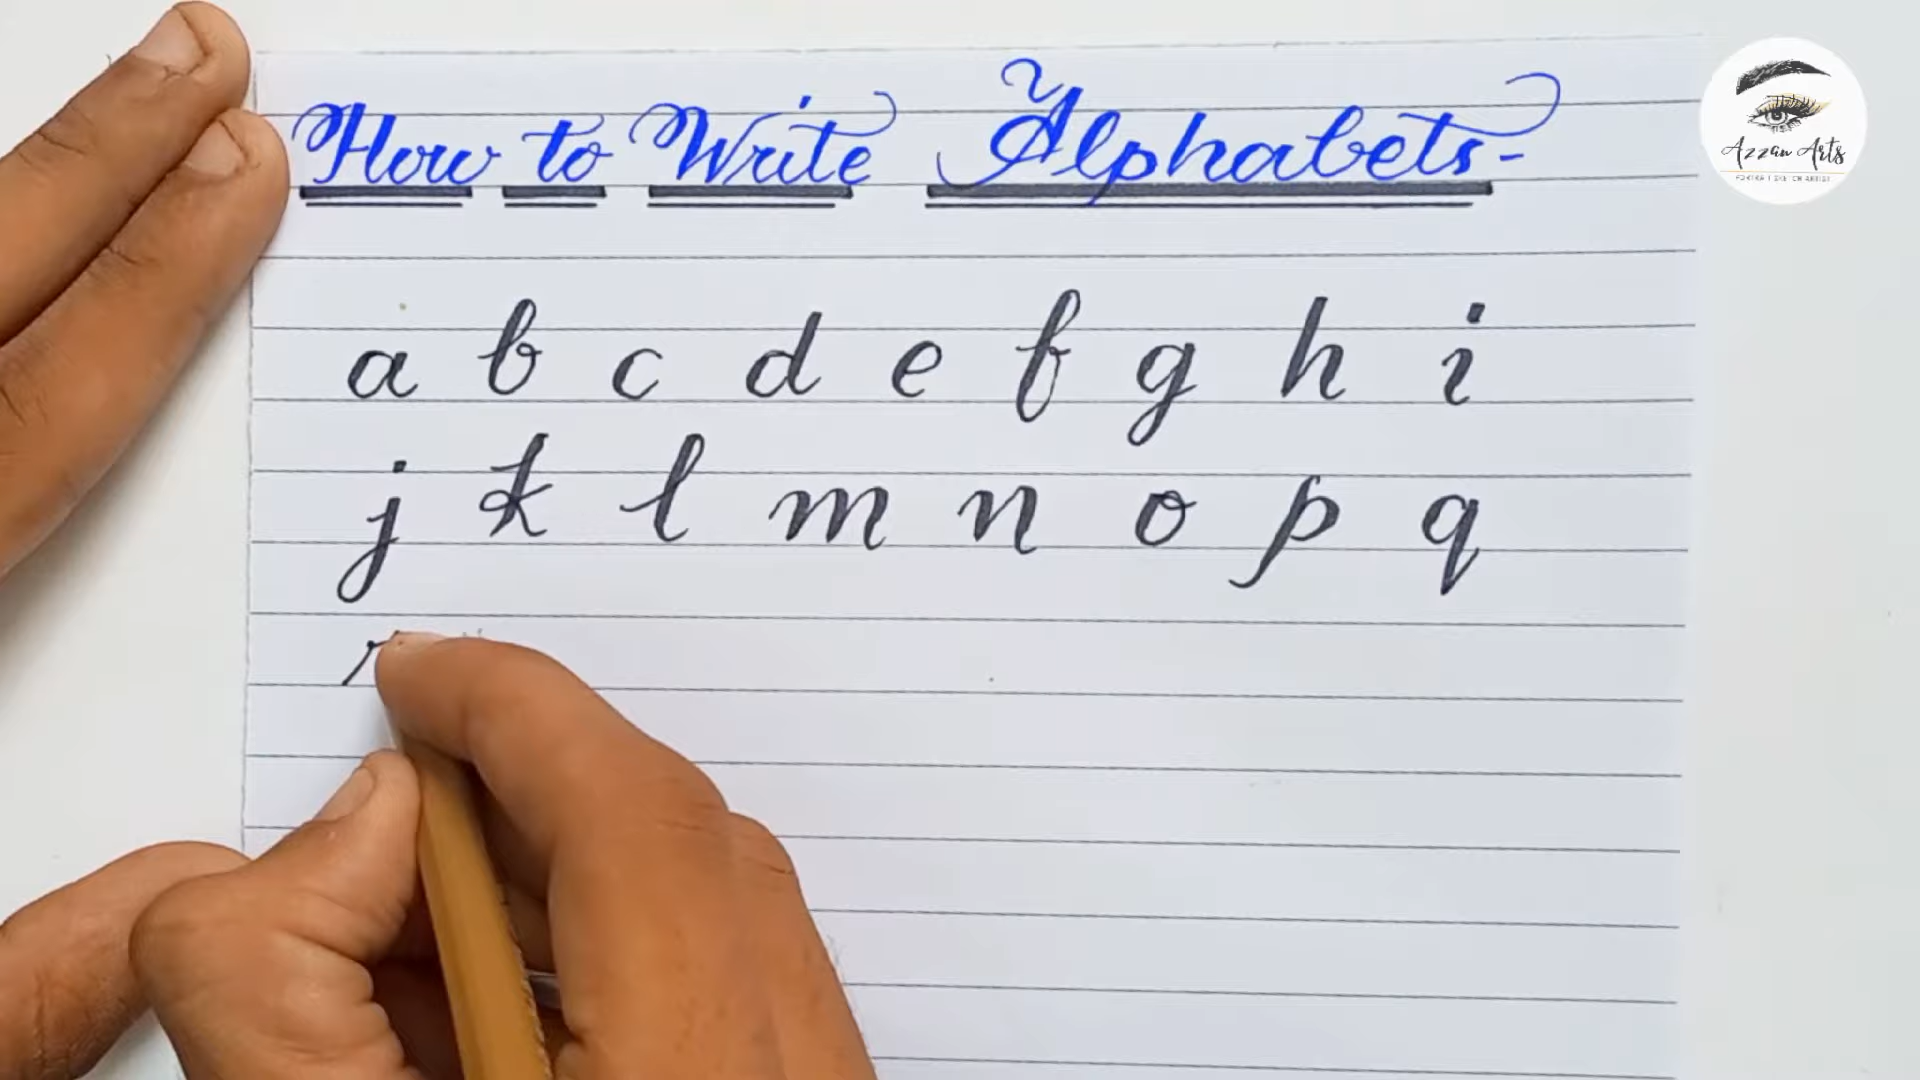 How to Write Alphabets-
Azzan Arts
a b c d e f g h i
j k l m n o p q